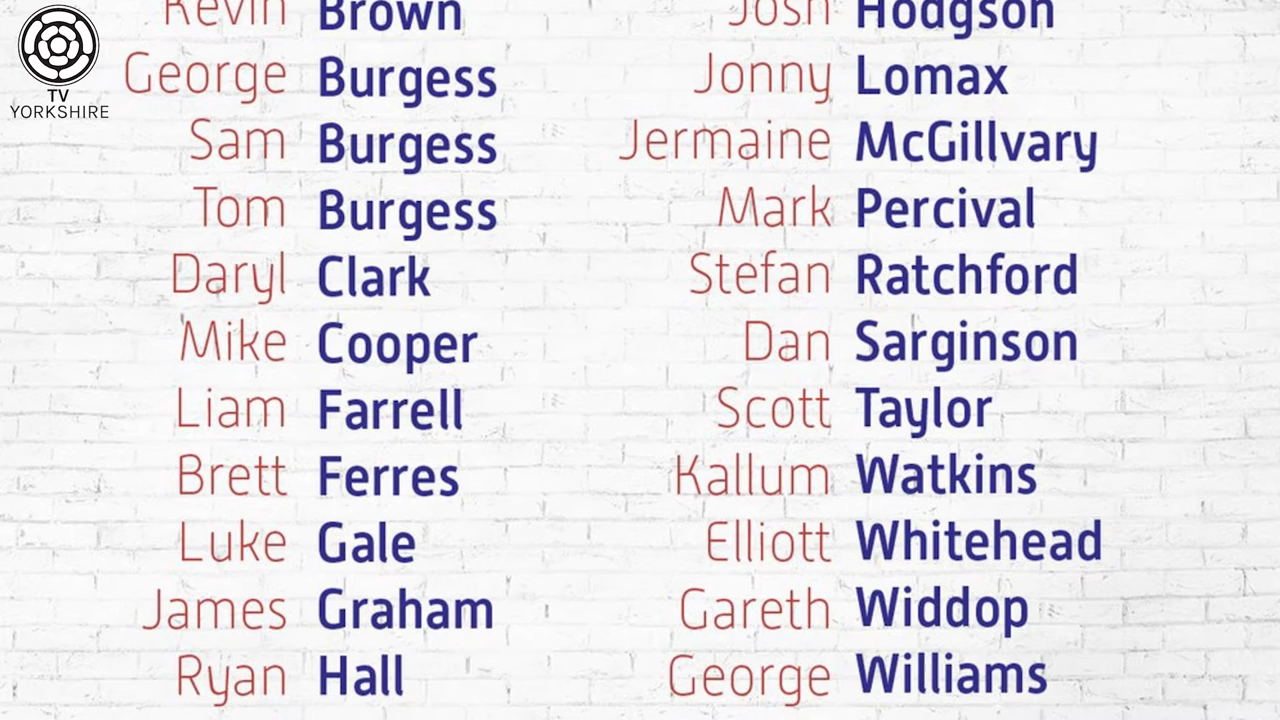 TV
YORKSHIRE
Kevin Brown
George Burgess
Sam Burgess
Tom Burgess
Daryl Clark
Mike Cooper
Liam Farrell
Brett Ferres
Luke Gale
James Graham
Ryan Hall
Josh Hodgson
Jonny Lomax
Jermaine McGillvary
Mark Percival
Stefan Ratchford
Dan Sarginson
Scott Taylor
Kallum Watkins
Elliott Whitehead
Gareth Widdop
George Williams